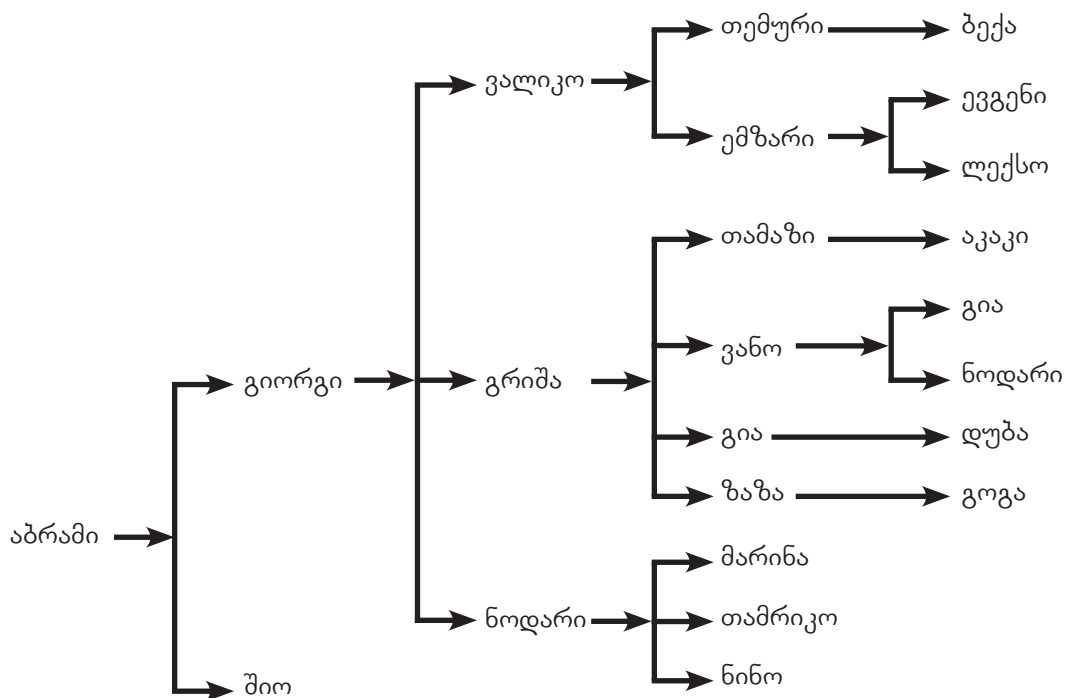 თემური
ბექა
ვალიკო
ევგენი
ემზარი
ლექსო
თამაზი
აკაკი
გია
ვანო
გიორგი
გრიშა
ნოდარი
გია
დუბა
ზაზა
გოგა
აბრამი
მარინა
ნოდარი
თამრიკო
შიო
ნინო